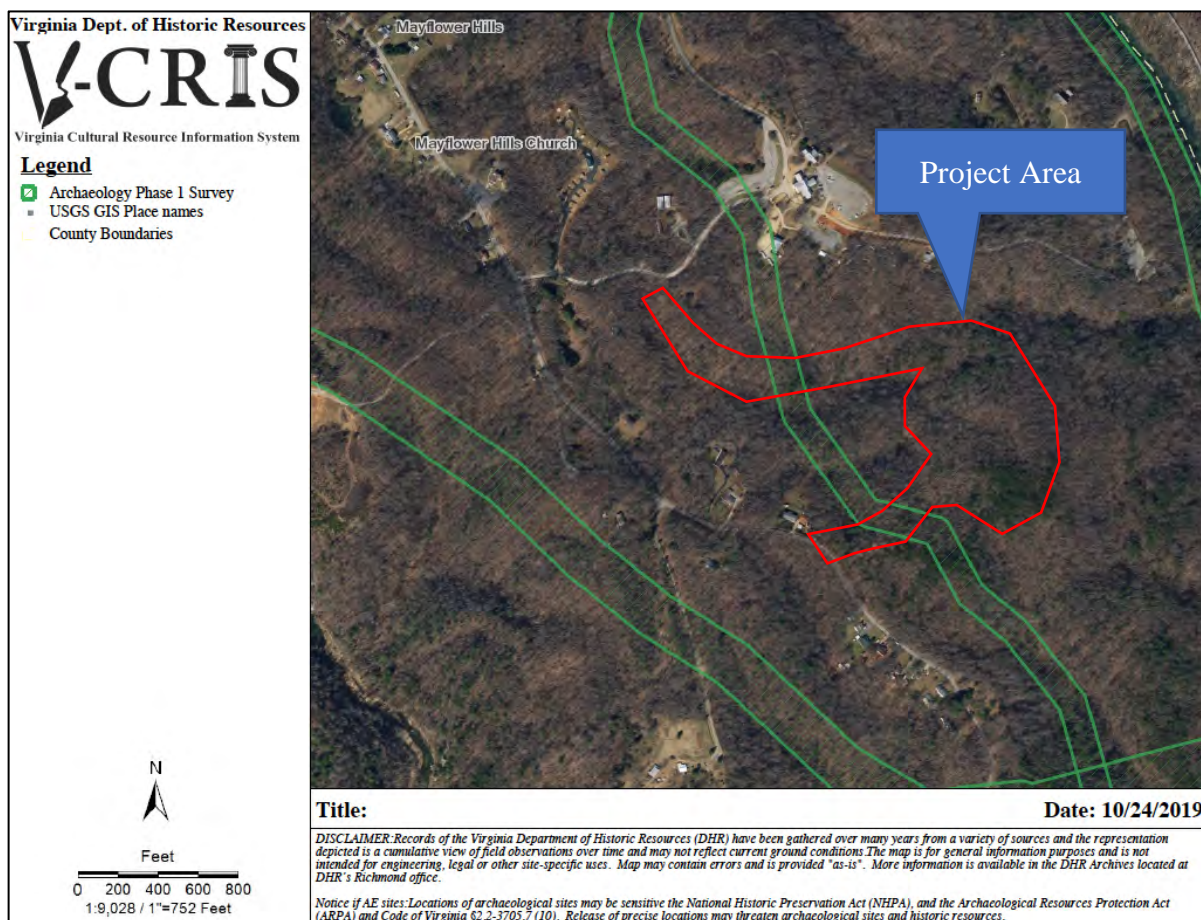 Virginia Dept. of Historic Resources
V-CRIS
Virginia Cultural Resource Information System
Legend
Archaeology Phase 1 Survey
USGS GIS Place names
County Boundaries
Mayflower Hills
Mayflower Hills Church
Project Area
N
Feet
0 200 400 600 800
1:9,028 / 1"=752 Feet
Title:
Date: 10/24/2019
DISCLAIMER:Records of the Virginia Department of Historic Resources (DHR) have been gathered over many years from a variety of sources and the representation
depicted is a cumulative view of field observations over time and may not reflect current ground conditions.The map is for general information purposes and is not
intended for engineering, legal or other site-specific uses. Map may contain errors and is provided "as-is". More information is available in the DHR Archives located at
DHR's Richmond office.
Notice if AE sites:Locations of archaeological sites may be sensitive the National Historic Preservation Act (NHPA), and the Archaeological Resources Protection Act
(ARPA) and Code of Virginia §2.2-3705.7 (10). Release of precise locations may threaten archaeological sites and historic resources.